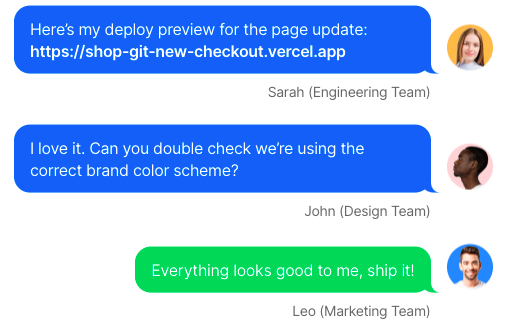 Here’s my deploy preview for the page update:
https://shop-git-new-checkout.vercel.app
Sarah (Engineering Team)
I love it. Can you double check we’re using the
correct brand color scheme?
John (Design Team)
Everything looks good to me, ship it!
Leo (Marketing Team)